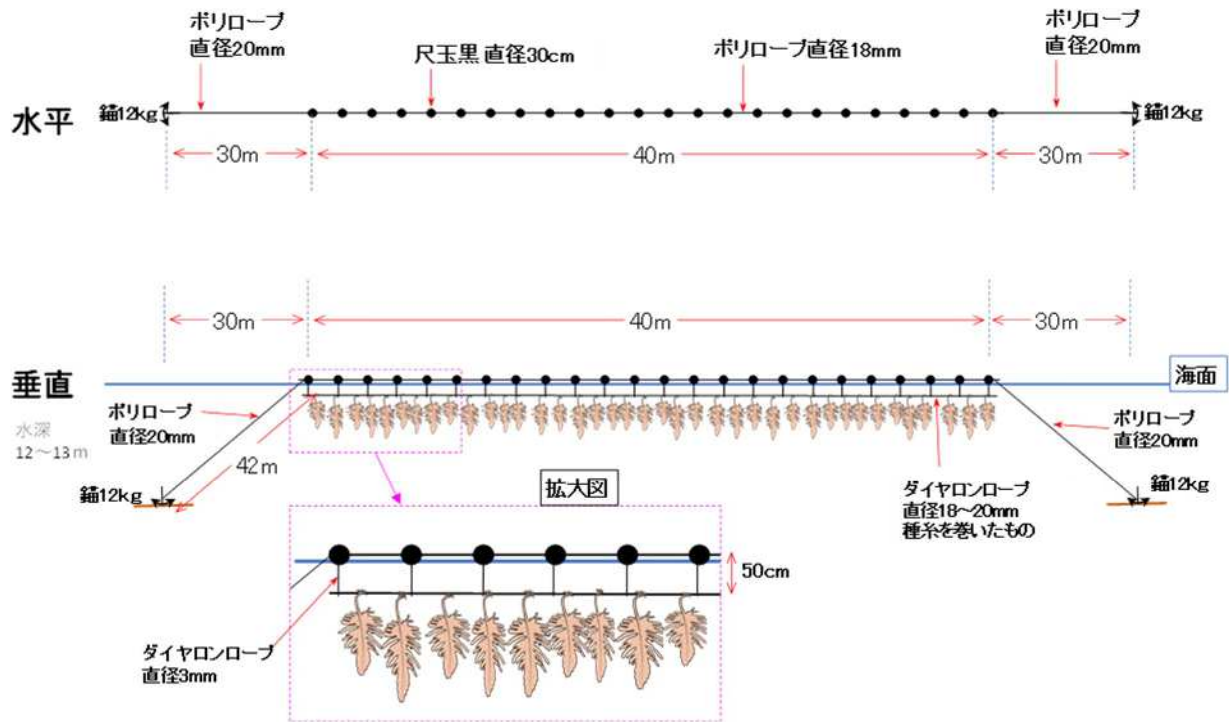 ポリロープ
直径20mm
尺玉黒 直径30cm
ポリロープ直径18mm
ポリロープ
直径20mm
水平
錨12kg
錨12kg
30m
40m
30m
30m
40m
30m
垂直
海面
ポリロープ
直径20mm
ポリロープ
直径20mm
水深
12～13m
42m
錨12kg
錨12kg
拡大図
ダイヤロンロープ
直径18～20mm
種糸を巻いたもの
50cm
ダイヤロンロープ
直径3mm